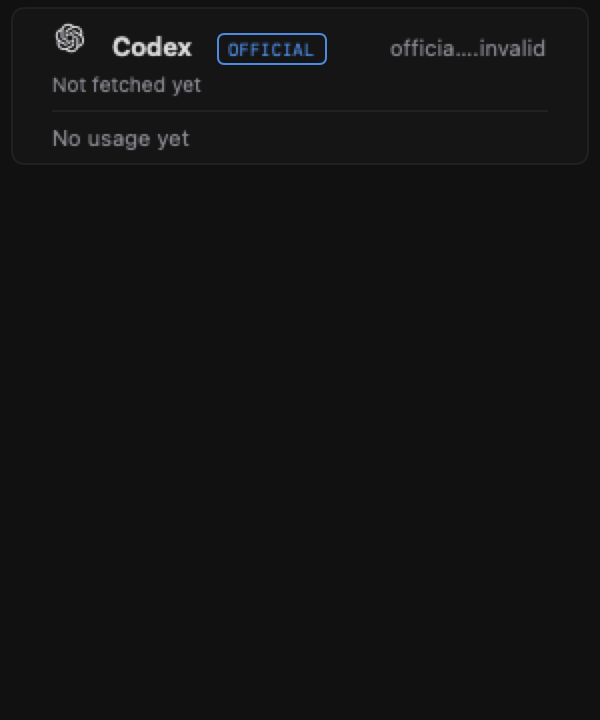 Codex OFFICIAL officia....invalid
Not fetched yet
No usage yet